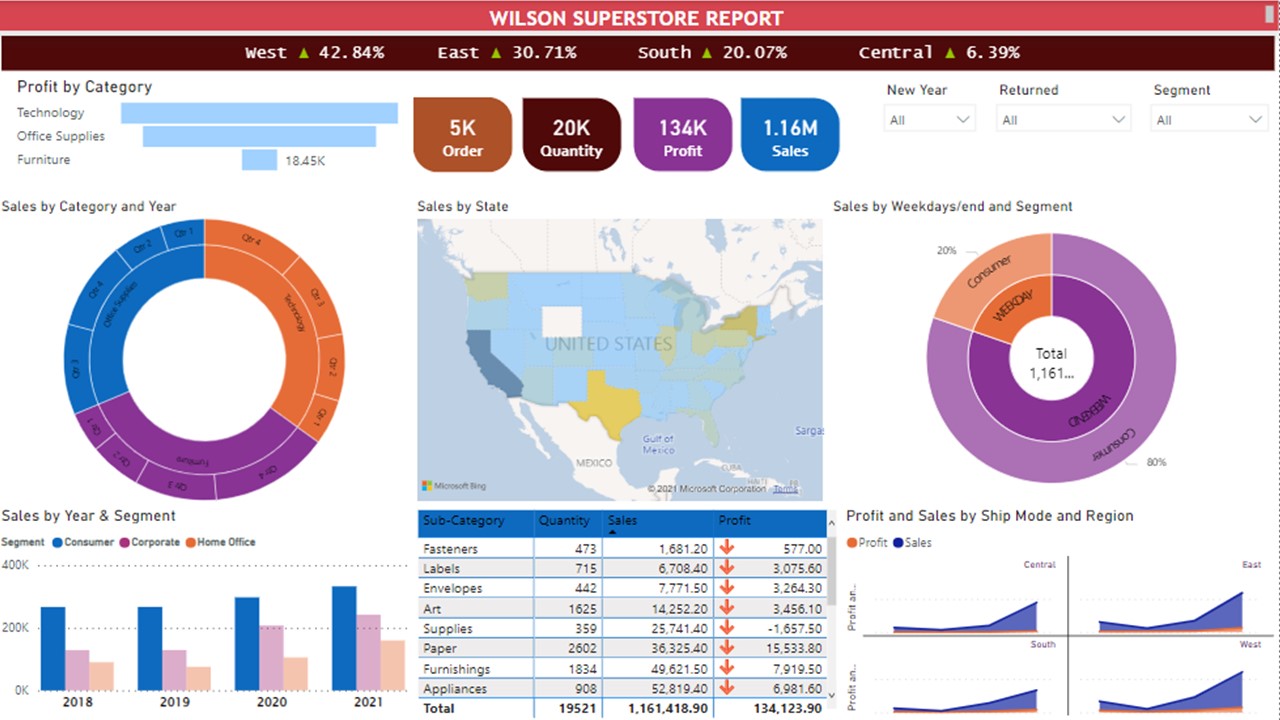 WILSON SUPERSTORE REPORT
West ▲ 42.84% East ▲ 30.71% South ▲ 20.07% Central ▲ 6.39%
Profit by Category
Technology
Office Supplies
Furniture 18.45K
5K
Order
20K
Quantity
134K
Profit
1.16M
Sales
New Year Returned Segment
All All All
Sales by Category and Year
Qtr 1
Qtr 2
Qtr 4
Qtr 3
Office Supplies
Qtr 4
Qtr 3
Qtr 2
Qtr 1
Technology
Qtr 1
Qtr 2
Qtr 3
Qtr 4
Furniture
Sales by State
UNITED STATES
Gulf of
Mexico
MEXICO
CUBA
HAITI
PR
Sargas
Microsoft Bing
© 2021 Microsoft Corporation Terms
Sales by Weekdays/end and Segment
20%
Consumer
WEEKDAY
Total
1,161...
WEEKEND
Consumer
80%
Sales by Year & Segment
Segment Consumer Corporate Home Office
400K
200K
0K
2018 2019 2020 2021
Sub-Category Quantity Sales Profit
Fasteners 473 1,681.20 577.00
Labels 715 6,708.40 3,075.60
Envelopes 442 7,771.50 3,264.30
Art 1625 14,252.20 3,456.10
Supplies 359 25,741.40 -1,657.50
Paper 2602 36,325.40 15,533.80
Furnishings 1834 49,621.50 7,919.50
Appliances 908 52,819.40 6,981.60
Total 19521 1,161,418.90 134,123.90
Profit and Sales by Ship Mode and Region
Profit Sales
Central East
Profit an...
South West
Profit an...